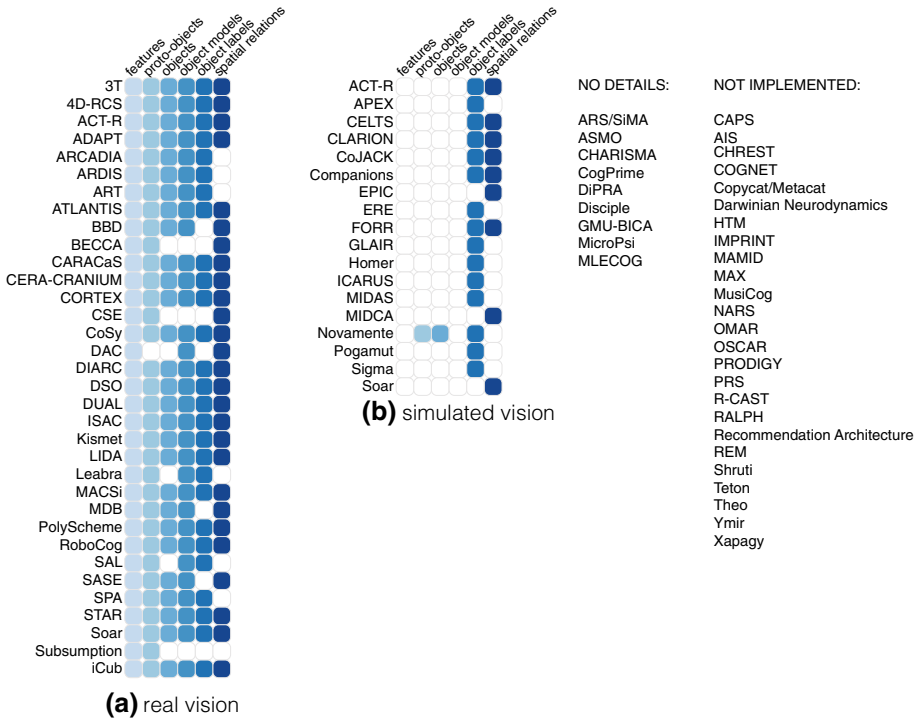 features
proto-objects
objects
object models
object labels
spatial relations
3T
4D-RCS
ACT-R
ADAPT
ARCADIA
ARDIS
ART
ATLANTIS
BBD
BECCA
CARACaS
CERA-CRANIUM
CORTEX
CSE
CoSy
DAC
DIARC
DSO
DUAL
ISAC
Kismet
LIDA
Leabra
MACSi
MDB
PolyScheme
RoboCog
SAL
SASE
SPA
STAR
Soar
Subsumption
iCub
(a) real vision
features
proto-objects
objects
object models
object labels
spatial relations
ACT-R
APEX
CELTS
CLARION
CoJACK
Companions
EPIC
ERE
FORR
GLAIR
Homer
ICARUS
MIDAS
MIDCA
Novamente
Pogamut
Sigma
Soar
(b) simulated vision
NO DETAILS:
ARS/SiMA
ASMO
CHARISMA
CogPrime
DiPRA
Disciple
GMU-BICA
MicroPsi
MLECOG
NOT IMPLEMENTED:
CAPS
AIS
CHREST
COGNET
Copycat/Metacat
Darwinian Neurodynamics
HTM
IMPRINT
MAMID
MAX
MusiCog
NARS
OMAR
OSCAR
PRODIGY
PRS
R-CAST
RALPH
Recommendation Architecture
REM
Shruti
Teton
Theo
Ymir
Xapagy